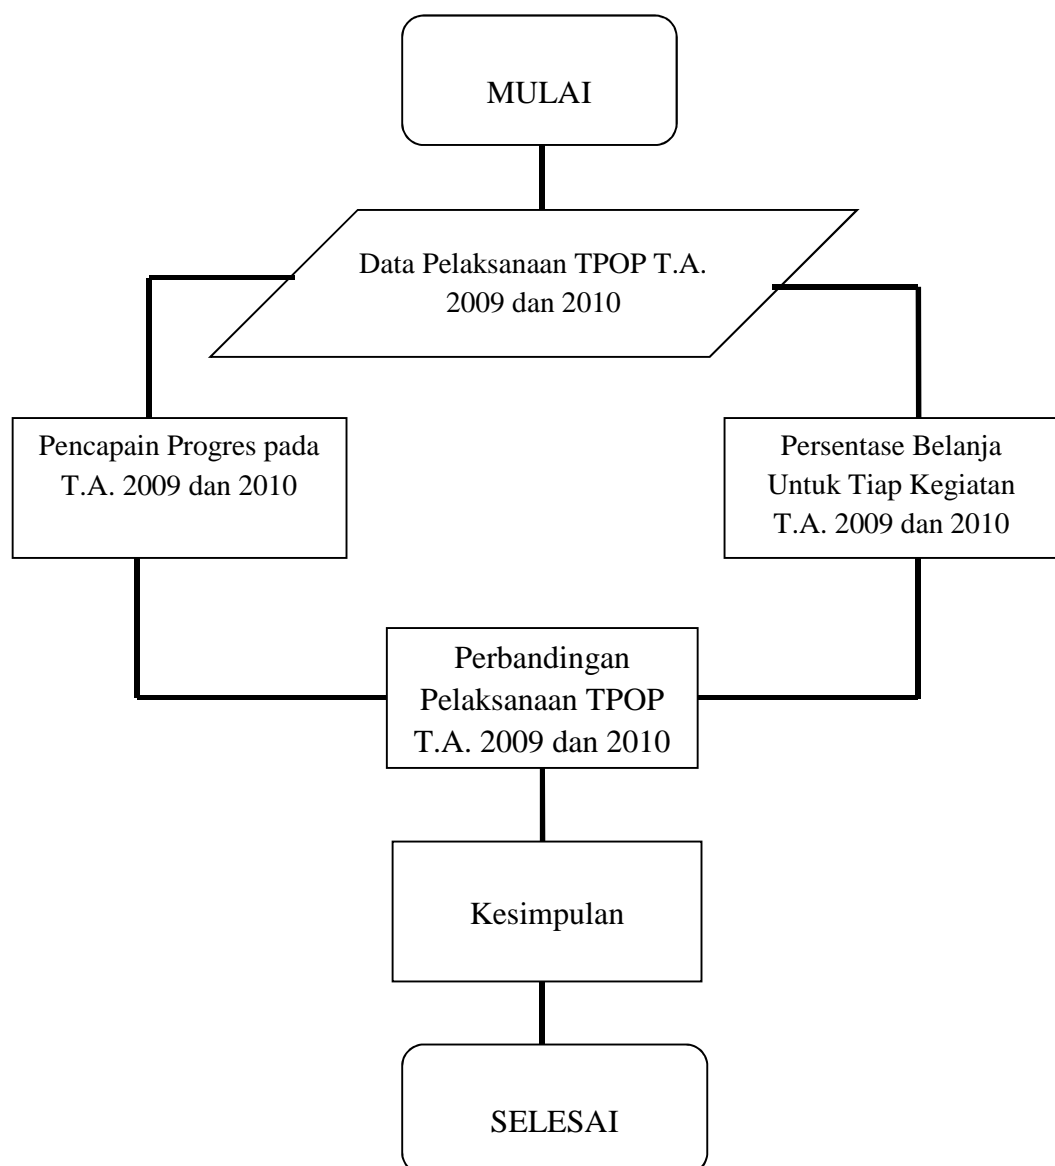 MULAI
Data Pelaksanaan TPOP T.A.
2009 dan 2010
Pencapain Progres pada
T.A. 2009 dan 2010
Persentase Belanja
Untuk Tiap Kegiatan
T.A. 2009 dan 2010
Perbandingan
Pelaksanaan TPOP
T.A. 2009 dan 2010
Kesimpulan
SELESAI